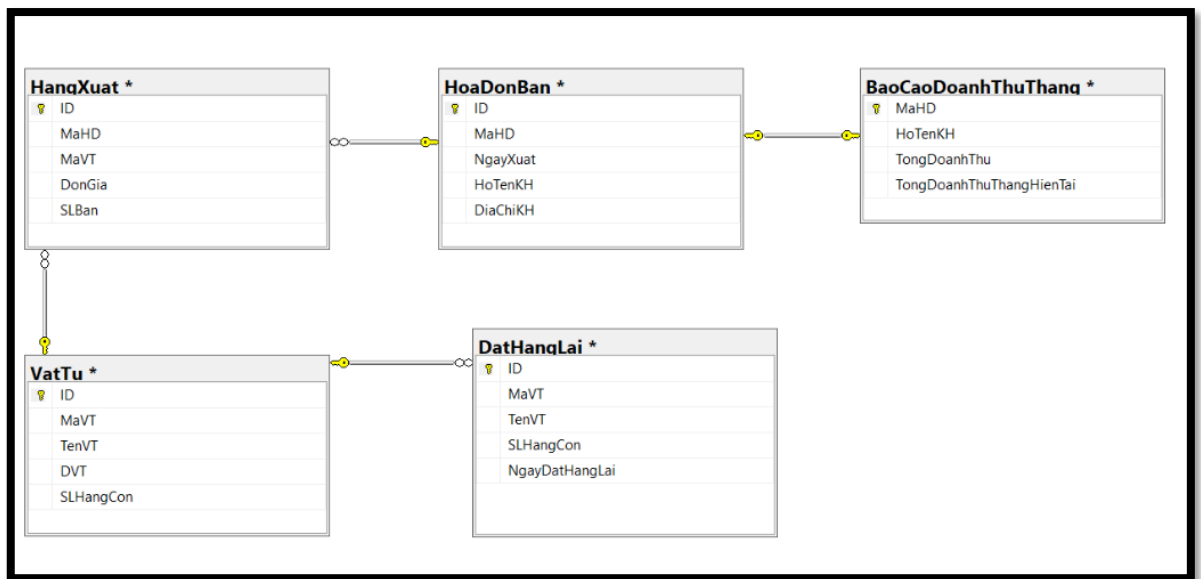 HangXuat *
ID
MaHD
MaVT
DonGia
SLBan
HoaDonBan *
ID
MaHD
NgayXuat
HoTenKH
DiaChiKH
BaoCaoDoanhThuThang *
MaHD
HoTenKH
TongDoanhThu
TongDoanhThuThangHienTai
VatTu *
ID
MaVT
TenVT
DVT
SLHangCon
DatHangLai *
ID
MaVT
TenVT
SLHangCon
NgayDatHangLai